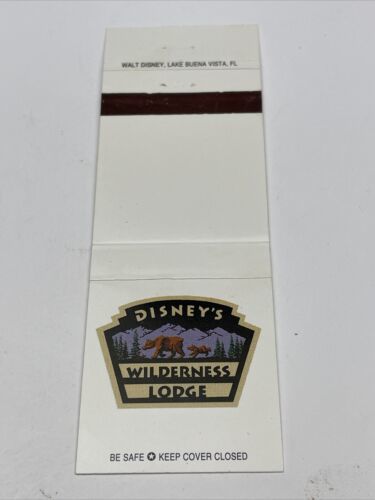 WALT DISNEY, LAKE BUENA VISTA, FL
DISNEY'S
WILDERNESS
LODGE
BE SAFE ✪ KEEP COVER CLOSED